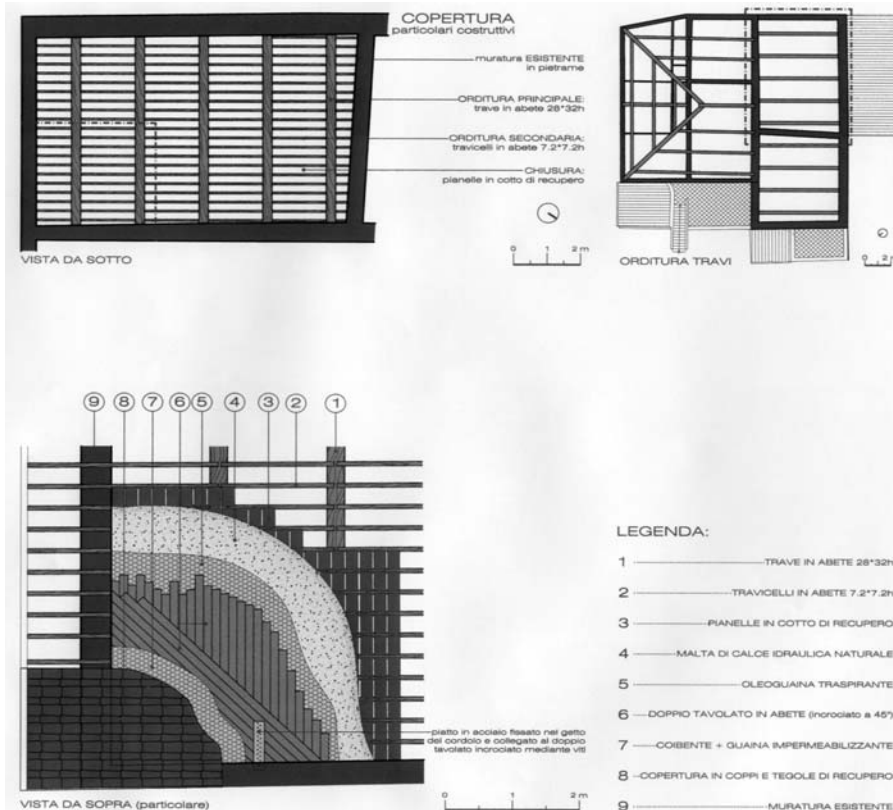 COPERTURA
particolari costruttivi
muratura ESISTENTE
in pietrame
ORDITURA PRINCIPALE:
trave in abete 28*32h
ORDITURA SECONDARIA:
travicelli in abete 7.2*7.2h
CHIUSURA:
pianelle in cotto di recupero
0 1 2 m
VISTA DA SOTTO
ORDITURA TRAVI
0 2
9 8 7 6 5 4 3 2 1
piatto in acciaio fissato nel getto
del cordolo e collegato al doppio
tavolato incrociato mediante viti
VISTA DA SOPRA (particolare)
0 1 2 m
LEGENDA:
1 TRAVE IN ABETE 28*32h
2 TRAVICELLI IN ABETE 7.2*7.2h
3 PIANELLE IN COTTO DI RECUPERO
4 MALTA DI CALCE IDRAULICA NATURALE
5 OLEOGUAINA TRASPIRANTE
6 DOPPIO TAVOLATO IN ABETE (incrociato a 45°)
7 COIBENTE + GUAINA IMPERMEABILIZZANTE
8 COPERTURA IN COPPI E TEGOLE DI RECUPERO
9 MURATURA ESISTENTE